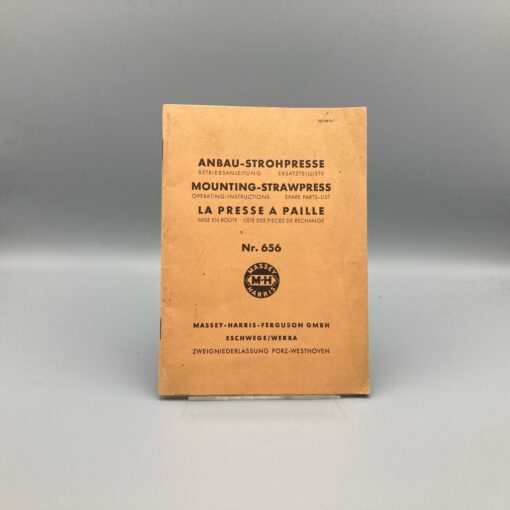 ANBAU-STROHPRESSE
BETRIEBSANLEITUNG · ERSATZTEILLISTE
MOUNTING-STRAWPRESS
OPERATING-INSTRUCTIONS · SPARE PARTS-LIST
LA PRESSE A PAILLE
MISE EN ROUTE · LISTE DES PIECES DE RECHANGE
Nr. 656
MASSEY
M-H
HARRIS
MASSEY-HARRIS-FERGUSON GMBH
ESCHWEGE/WERRA
ZWEIGNIEDERLASSUNG PORZ-WESTHOVEN